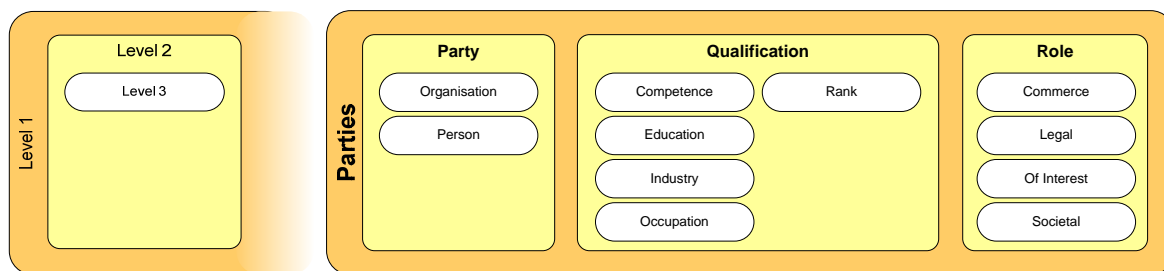 Level 1
Level 2
Level 3
Parties
Party
Organisation
Person
Qualification
Competence
Rank
Education
Industry
Occupation
Role
Commerce
Legal
Of Interest
Societal